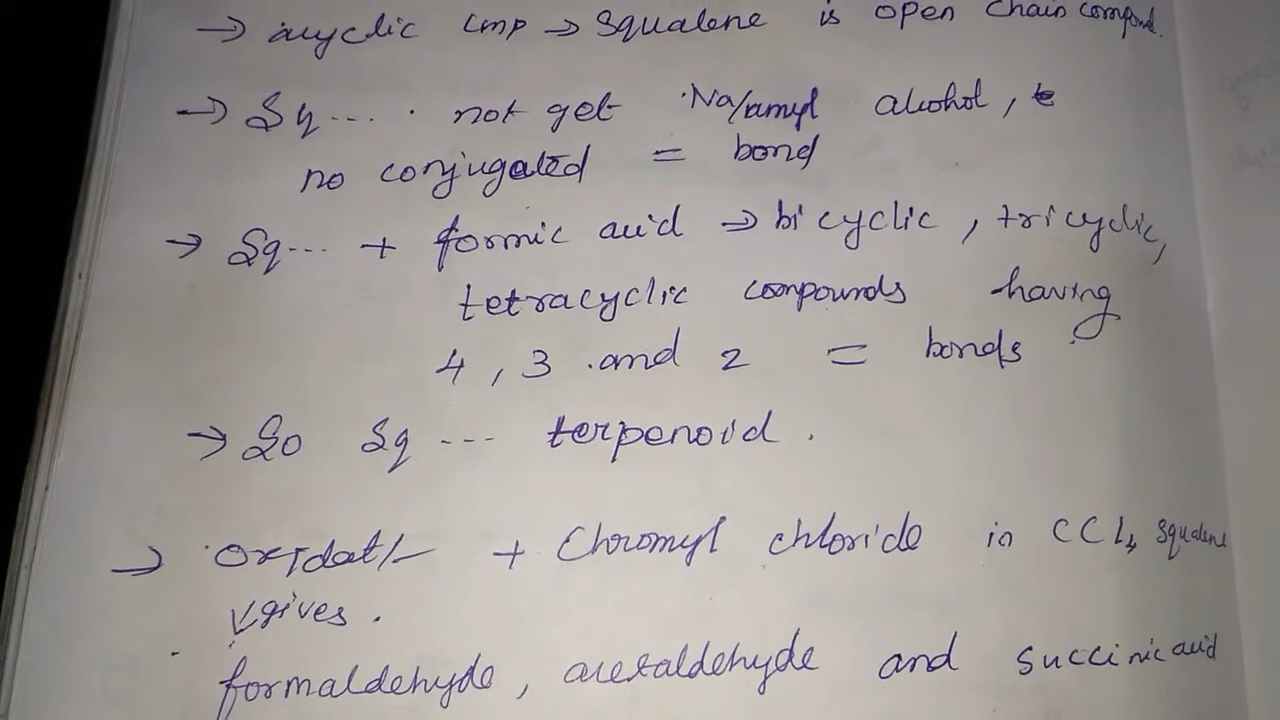 → acyclic cmp → Squalene is open chain compound.
→ Sq.... not get Na/amyl alcohol,
no conjugated = bond
→ Sq... + formic acid → bicyclic, tricyclic,
tetracyclic compounds having
4, 3 and 2 = bonds
→ So Sq --- terpenoid.
→ oxidat/– + Chromyl chloride in CCl4 Squalene
gives.
formaldehyde, acetaldehyde and succinic acid